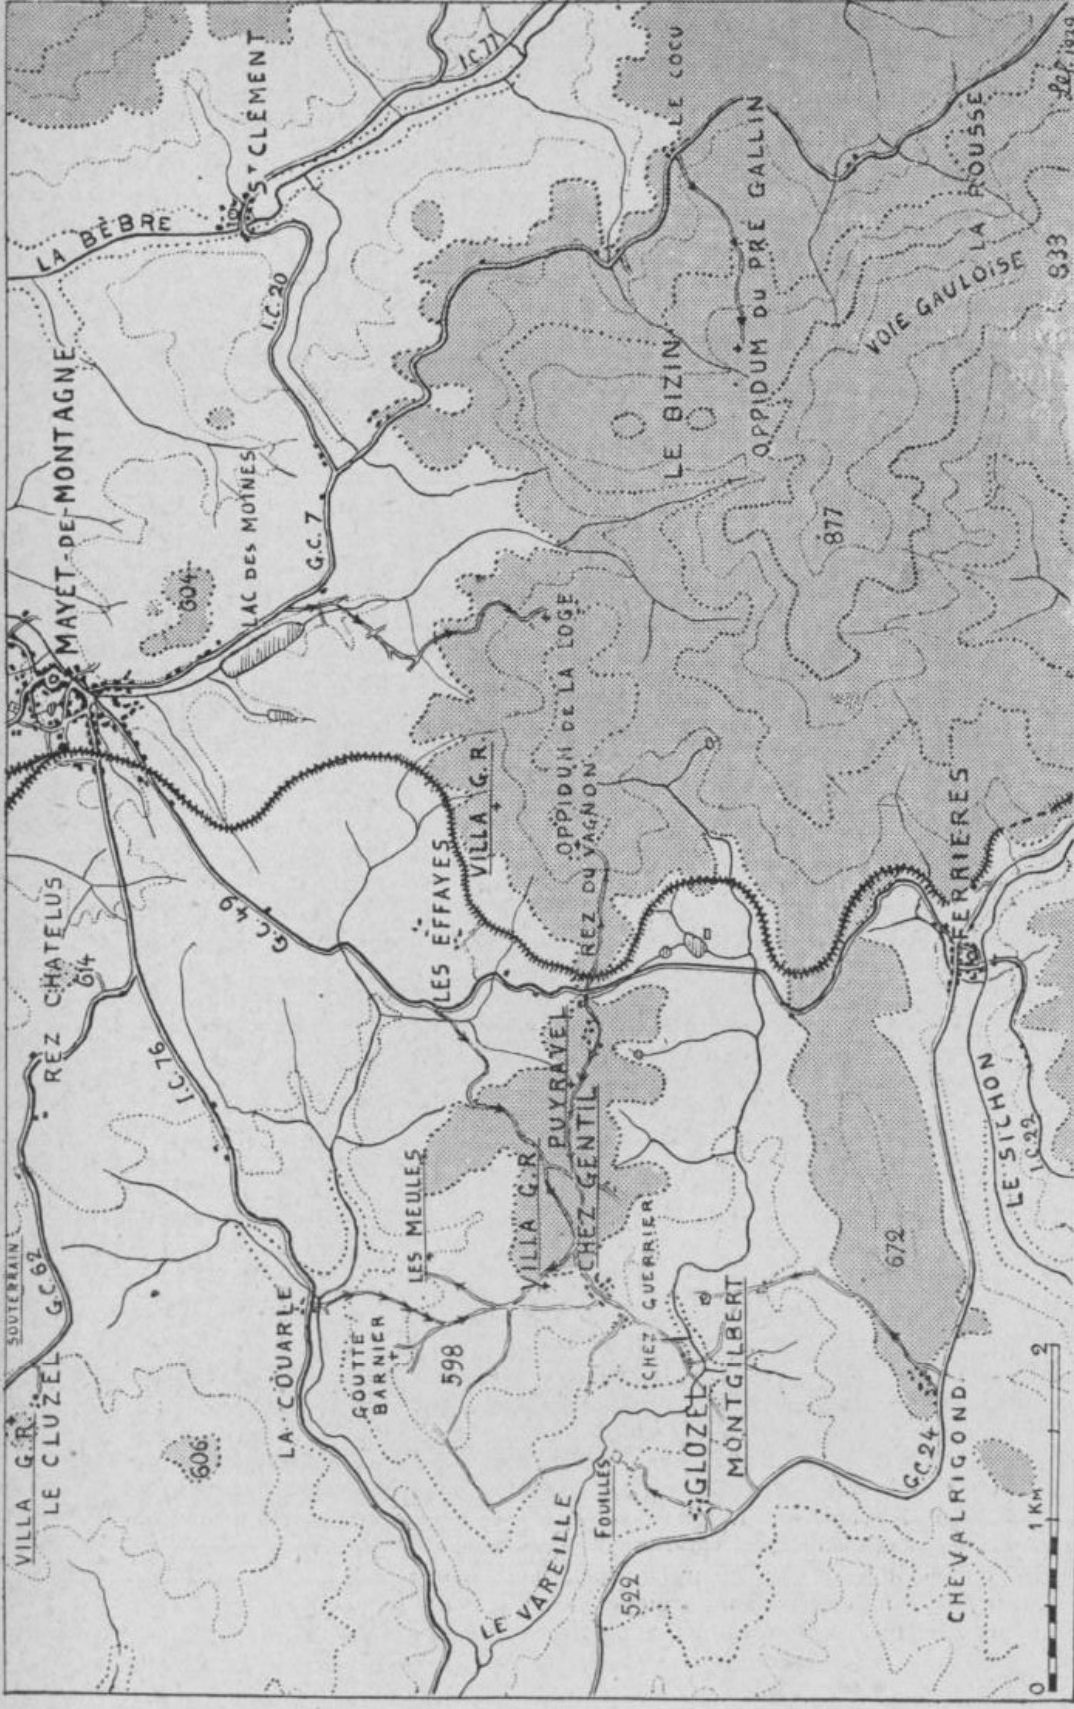 VILLA G.R.
LE CLUZEL
SOUTERRAIN
G.C. 62
REZ CHATELUS
614
MAYET-DE-MONTAGNE
LA BÈBRE
ST CLÉMENT
I.C. 77
606
I.C. 76
604
LAC DES MOINES
I.C. 20
LA COUARLE
G.C. 49
G.C. 7
GOUTTE
BARNIER
LES MEULES
LES EFFAYES
VILLA G.R.
598
VILLA G.R.
PUYRAVEL
CHEZ GENTIL
OPPIDUM DE LA LOGE
REZ DU VAGNON
LE BIZIN
LE COCU
OPPIDUM DU PRÉ GALLIN
LE VAREILLE
FOUILLES
522
CHEZ GUERRIER
GLOZEL
MONTGILBERT
877
VOIE GAULOISE
LA ROUSSE
833
672
G.C. 24
CHEVALRIGOND
LE SICHON
I.C. 22
FERRIÈRES
0
1 KM
2
1929